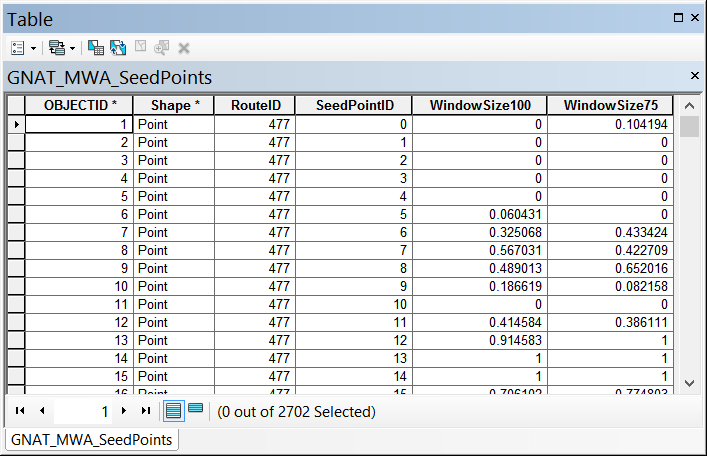 Table
GNAT_MWA_SeedPoints
OBJECTID * Shape * RouteID SeedPointID WindowSize100 WindowSize75
1 Point 477 0 0 0.104194
2 Point 477 1 0 0
3 Point 477 2 0 0
4 Point 477 3 0 0
5 Point 477 4 0 0
6 Point 477 5 0.060431 0
7 Point 477 6 0.325068 0.433424
8 Point 477 7 0.567031 0.422709
9 Point 477 8 0.489013 0.652016
10 Point 477 9 0.186619 0.082158
11 Point 477 10 0 0
12 Point 477 11 0.414584 0.386111
13 Point 477 12 0.914583 1
14 Point 477 13 1 1
15 Point 477 14 1 1
16 Point 477 15 0.706102 0.774803
1 (0 out of 2702 Selected)
GNAT_MWA_SeedPoints